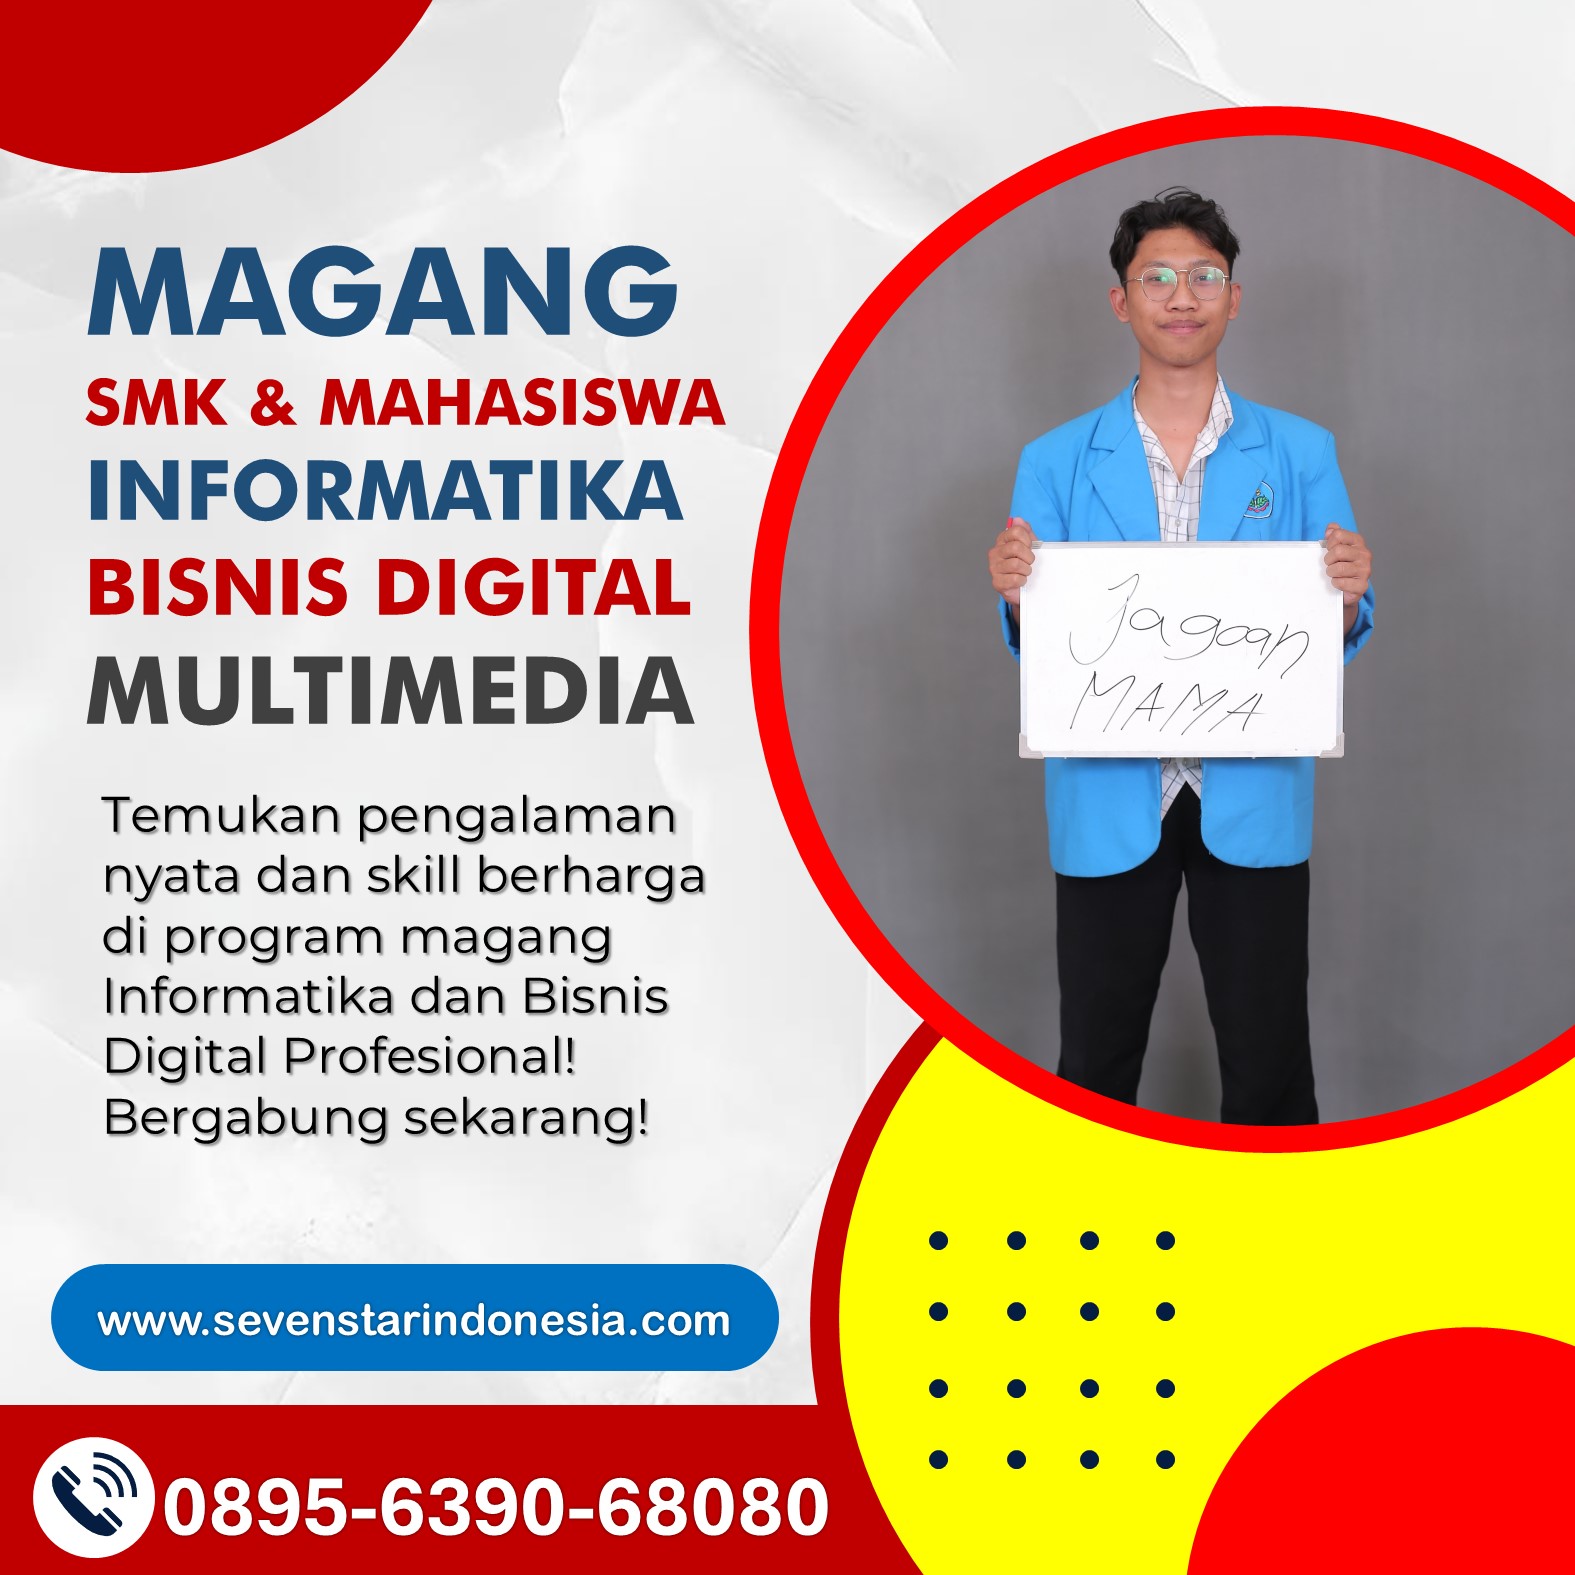 MAGANG
SMK & MAHASISWA
INFORMATIKA
BISNIS DIGITAL
MULTIMEDIA
Temukan pengalaman
nyata dan skill berharga
di program magang
Informatika dan Bisnis
Digital Profesional!
Bergabung sekarang!
www.sevenstarindonesia.com
0895-6390-68080
Jagoan
MAMA